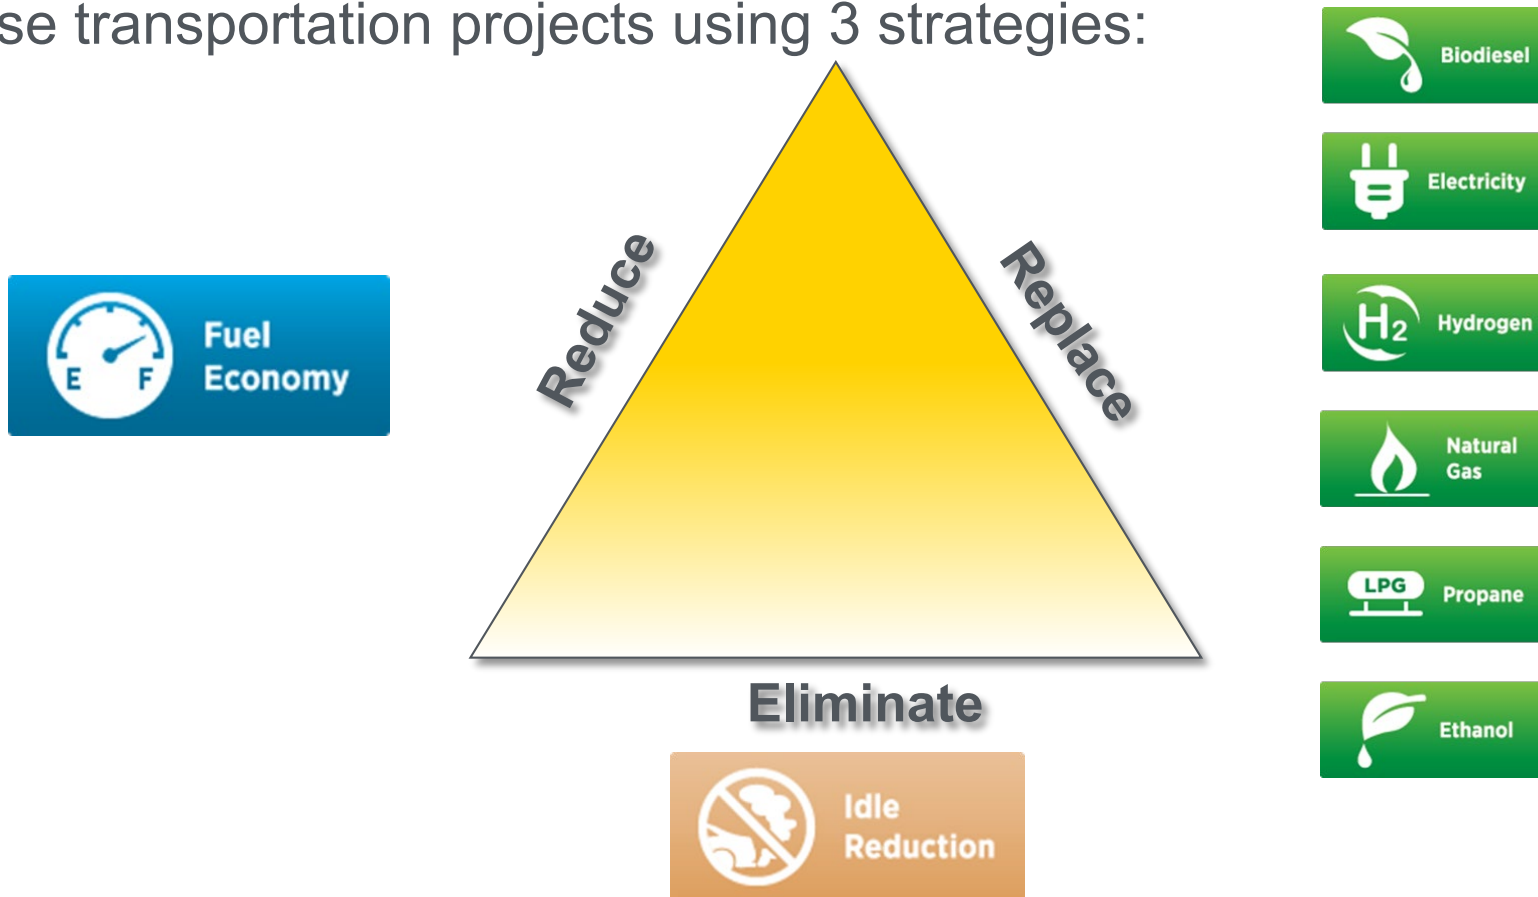 se transportation projects using 3 strategies:
Reduce
Replace
Fuel
Economy
E F
Eliminate
Idle
Reduction
Biodiesel
Electricity
H2
Hydrogen
Natural
Gas
LPG
Propane
Ethanol